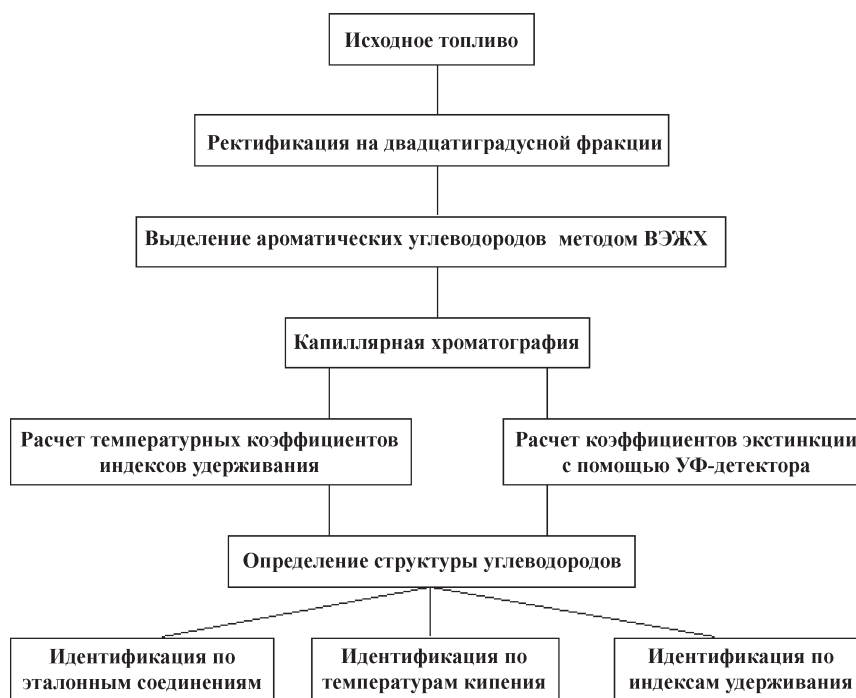 Исходное топливо
Ректификация на двадцатиградусной фракции
Выделение ароматических углеводородов методом ВЭЖХ
Капиллярная хроматография
Расчет температурных коэффициентов
индексов удерживания
Расчет коэффициентов экстинкции
с помощью УФ-детектора
Определение структуры углеводородов
Идентификация по
эталонным соединениям
Идентификация по
температурам кипения
Идентификация по
индексам удерживания